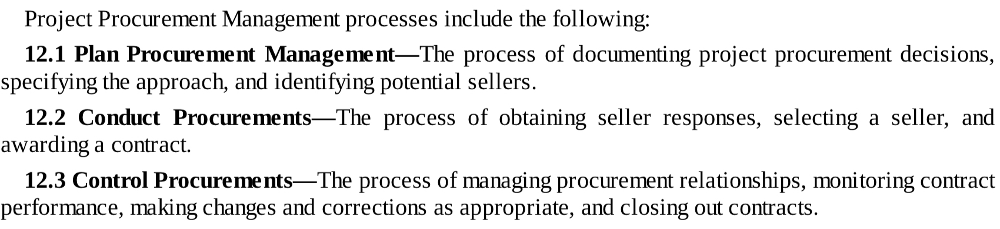 Project Procurement Management processes include the following:
12.1 Plan Procurement Management—The process of documenting project procurement decisions,
specifying the approach, and identifying potential sellers.
12.2 Conduct Procurements—The process of obtaining seller responses, selecting a seller, and
awarding a contract.
12.3 Control Procurements—The process of managing procurement relationships, monitoring contract
performance, making changes and corrections as appropriate, and closing out contracts.